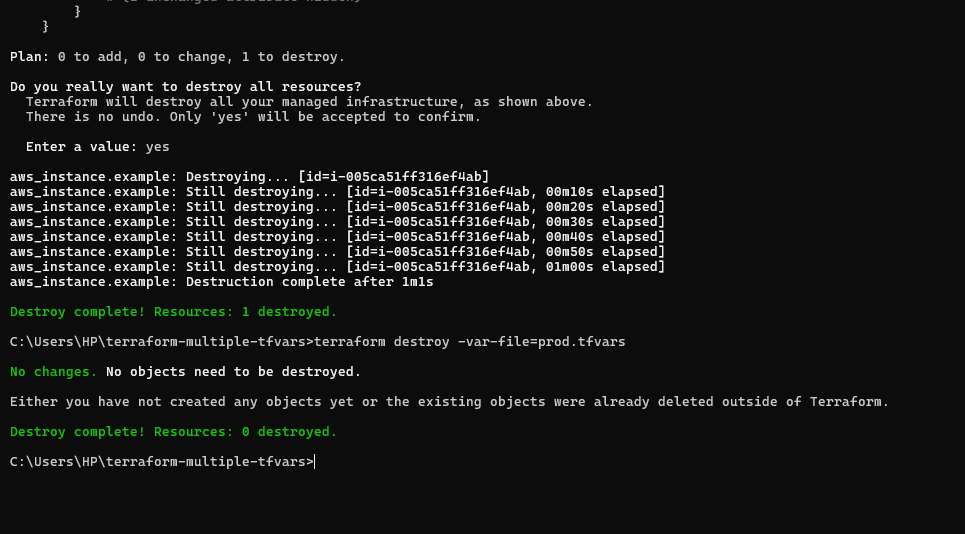 }
}
Plan: 0 to add, 0 to change, 1 to destroy.
Do you really want to destroy all resources?
Terraform will destroy all your managed infrastructure, as shown above.
There is no undo. Only 'yes' will be accepted to confirm.
Enter a value: yes
aws_instance.example: Destroying... [id=i-005ca51ff316ef4ab]
aws_instance.example: Still destroying... [id=i-005ca51ff316ef4ab, 00m10s elapsed]
aws_instance.example: Still destroying... [id=i-005ca51ff316ef4ab, 00m20s elapsed]
aws_instance.example: Still destroying... [id=i-005ca51ff316ef4ab, 00m30s elapsed]
aws_instance.example: Still destroying... [id=i-005ca51ff316ef4ab, 00m40s elapsed]
aws_instance.example: Still destroying... [id=i-005ca51ff316ef4ab, 00m50s elapsed]
aws_instance.example: Still destroying... [id=i-005ca51ff316ef4ab, 01m00s elapsed]
aws_instance.example: Destruction complete after 1m1s
Destroy complete! Resources: 1 destroyed.
C:\Users\HP\terraform-multiple-tfvars>terraform destroy -var-file=prod.tfvars
No changes. No objects need to be destroyed.
Either you have not created any objects yet or the existing objects were already deleted outside of Terraform.
Destroy complete! Resources: 0 destroyed.
C:\Users\HP\terraform-multiple-tfvars>